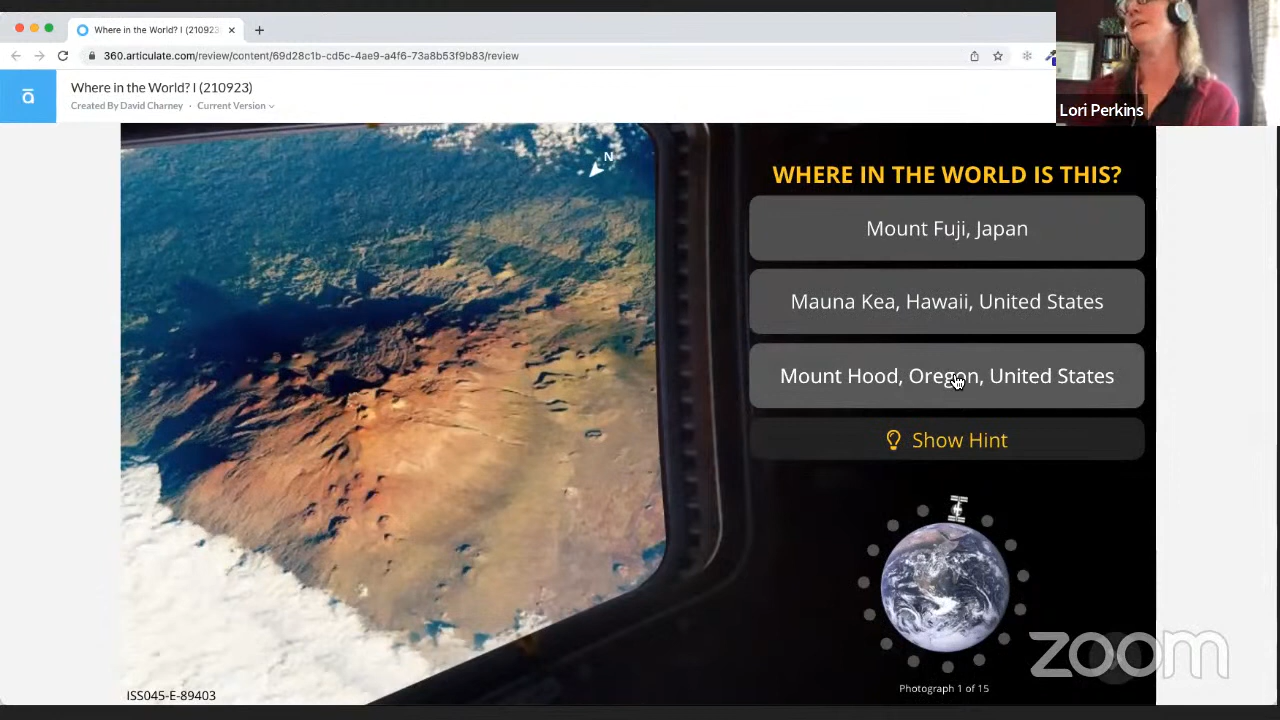 Where in the World? I (210923
360.articulate.com/review/content/69d28c1b-cd5c-4ae9-a4f6-73a8b53f9b83/review
Where in the World? I (210923)
Created By David Charney · Current Version
Lori Perkins
N
WHERE IN THE WORLD IS THIS?
Mount Fuji, Japan
Mauna Kea, Hawaii, United States
Mount Hood, Oregon, United States
Show Hint
Photograph 1 of 15
ISS045-E-89403
zoom